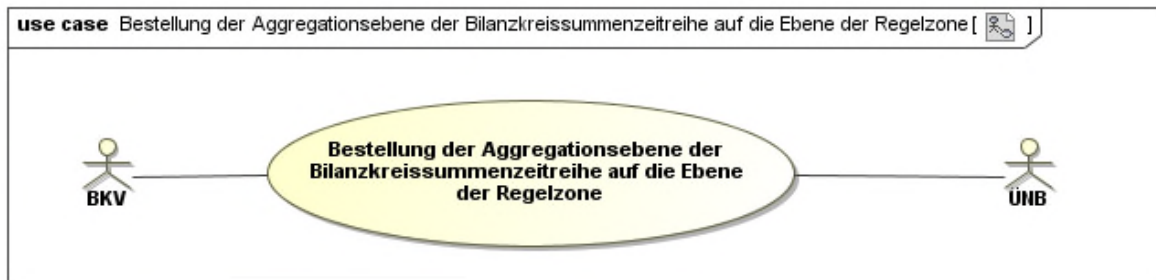 use case Bestellung der Aggregationsebene der Bilanzkreissummenzeitreihe auf die Ebene der Regelzone [ ]
Bestellung der Aggregationsebene der
Bilanzkreissummenzeitreihe auf die Ebene
der Regelzone
BKV
ÜNB